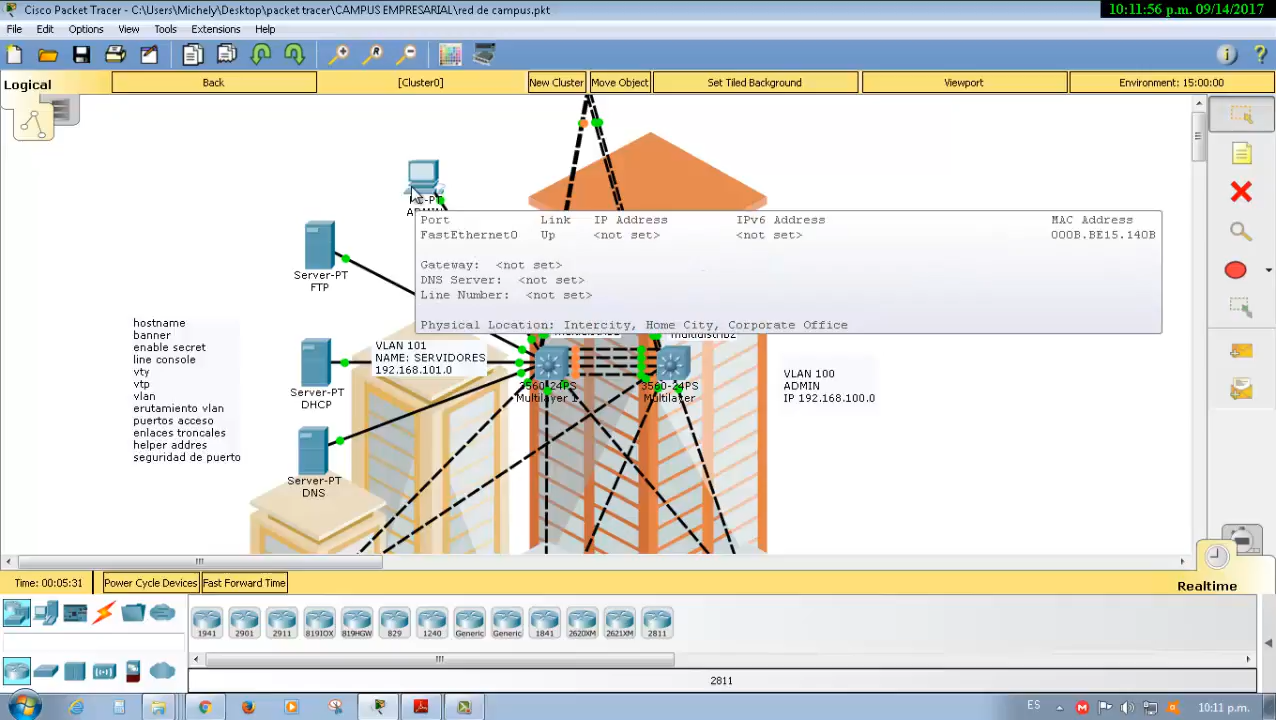 Cisco Packet Tracer - C:\Users\Michely\Desktop\packet tracer\CAMPUS EMPRESARIAL\red de campus.pkt
10:11:56 p.m. 09/14/2017
File Edit Options View Tools Extensions Help
Logical
Back
[Cluster0]
New Cluster
Move Object
Set Tiled Background
Viewport
Environment: 15:00:00
Port Link IP Address IPv6 Address MAC Address
FastEthernet0 Up <not set> <not set> 000B.BE15.140B
Gateway: <not set>
DNS Server: <not set>
Line Number: <not set>
Physical Location: Intercity, Home City, Corporate Office
Server-PT
FTP
hostname
banner
enable secret
line console
vty
vtp
vlan
erutamiento vlan
puertos acceso
enlaces troncales
helper addres
seguridad de puerto
VLAN 101
NAME: SERVIDORES
192.168.101.0
Server-PT
DHCP
Server-PT
DNS
3560-24PS
Multilayer 1
3560-24PS
Multilayer
VLAN 100
ADMIN
IP 192.168.100.0
Time: 00:05:31
Power Cycle Devices
Fast Forward Time
Realtime
1941
2901
2911
819IOX
819HGW
829
1240
Generic
Generic
1841
2620XM
2621XM
2811
2811
ES
10:11 p.m.